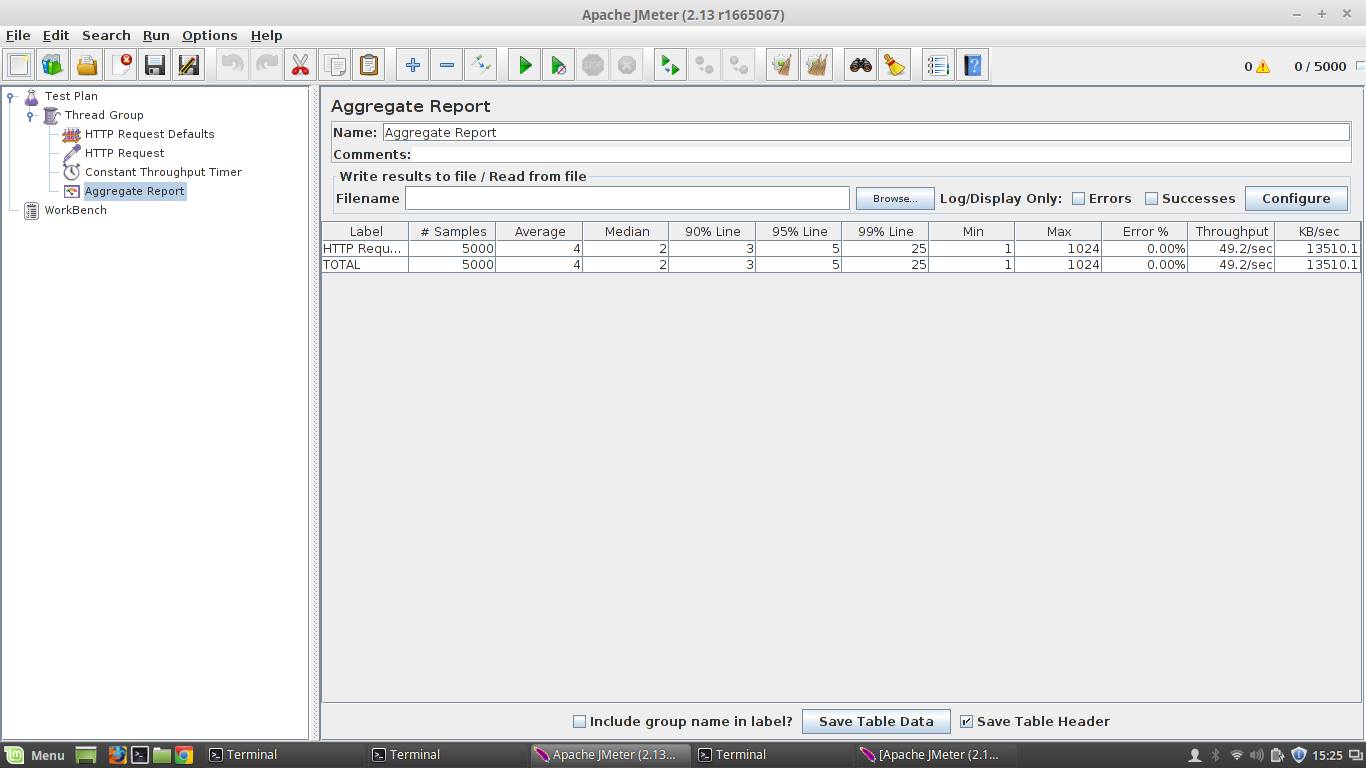 Apache JMeter (2.13 r1665067)
File Edit Search Run Options Help
STOP
0 0 / 5000
Test Plan
Thread Group
HTTP Request Defaults
HTTP Request
Constant Throughput Timer
Aggregate Report
WorkBench
Aggregate Report
Name: Aggregate Report
Comments:
Write results to file / Read from file
Filename Browse... Log/Display Only: Errors Successes Configure
Label # Samples Average Median 90% Line 95% Line 99% Line Min Max Error % Throughput KB/sec
HTTP Requ... 5000 4 2 3 5 25 1 1024 0.00% 49.2/sec 13510.1
TOTAL 5000 4 2 3 5 25 1 1024 0.00% 49.2/sec 13510.1
Include group name in label? Save Table Data Save Table Header
Menu Terminal Terminal Apache JMeter (2.13... Terminal [Apache JMeter (2.1... 15:25